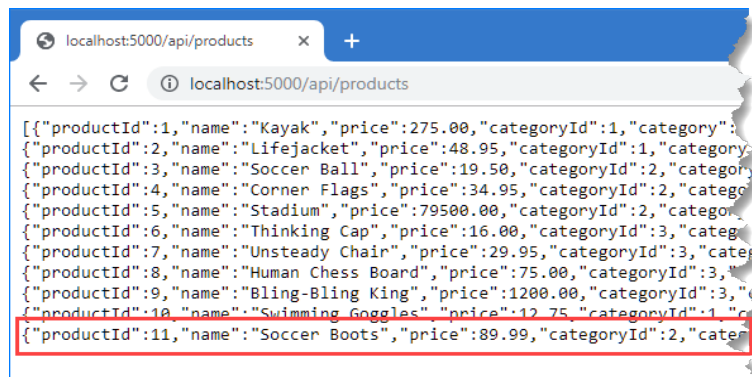 localhost:5000/api/products
localhost:5000/api/products
[{"productId":1,"name":"Kayak","price":275.00,"categoryId":1,"category":
{"productId":2,"name":"Lifejacket","price":48.95,"categoryId":1,"category
{"productId":3,"name":"Soccer Ball","price":19.50,"categoryId":2,"category
{"productId":4,"name":"Corner Flags","price":34.95,"categoryId":2,"catego
{"productId":5,"name":"Stadium","price":79500.00,"categoryId":2,"category
{"productId":6,"name":"Thinking Cap","price":16.00,"categoryId":3,"catego
{"productId":7,"name":"Unsteady Chair","price":29.95,"categoryId":3,"cate
{"productId":8,"name":"Human Chess Board","price":75.00,"categoryId":3,"
{"productId":9,"name":"Bling-Bling King","price":1200.00,"categoryId":3,"
{"productId":10,"name":"Swimming Goggles","price":12.75,"categoryId":1,"c
{"productId":11,"name":"Soccer Boots","price":89.99,"categoryId":2,"categ